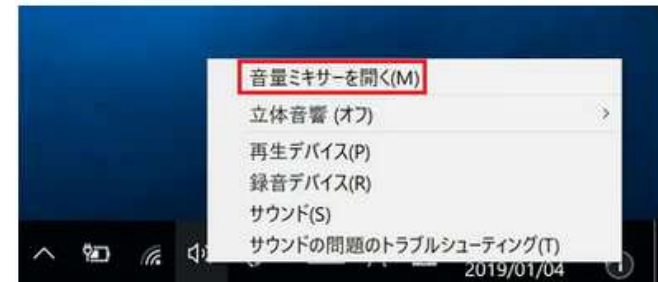 音量ミキサーを開く(M)
立体音響 (オフ)
再生デバイス(P)
録音デバイス(R)
サウンド(S)
サウンドの問題のトラブルシューティング(T)
2019/01/04
1